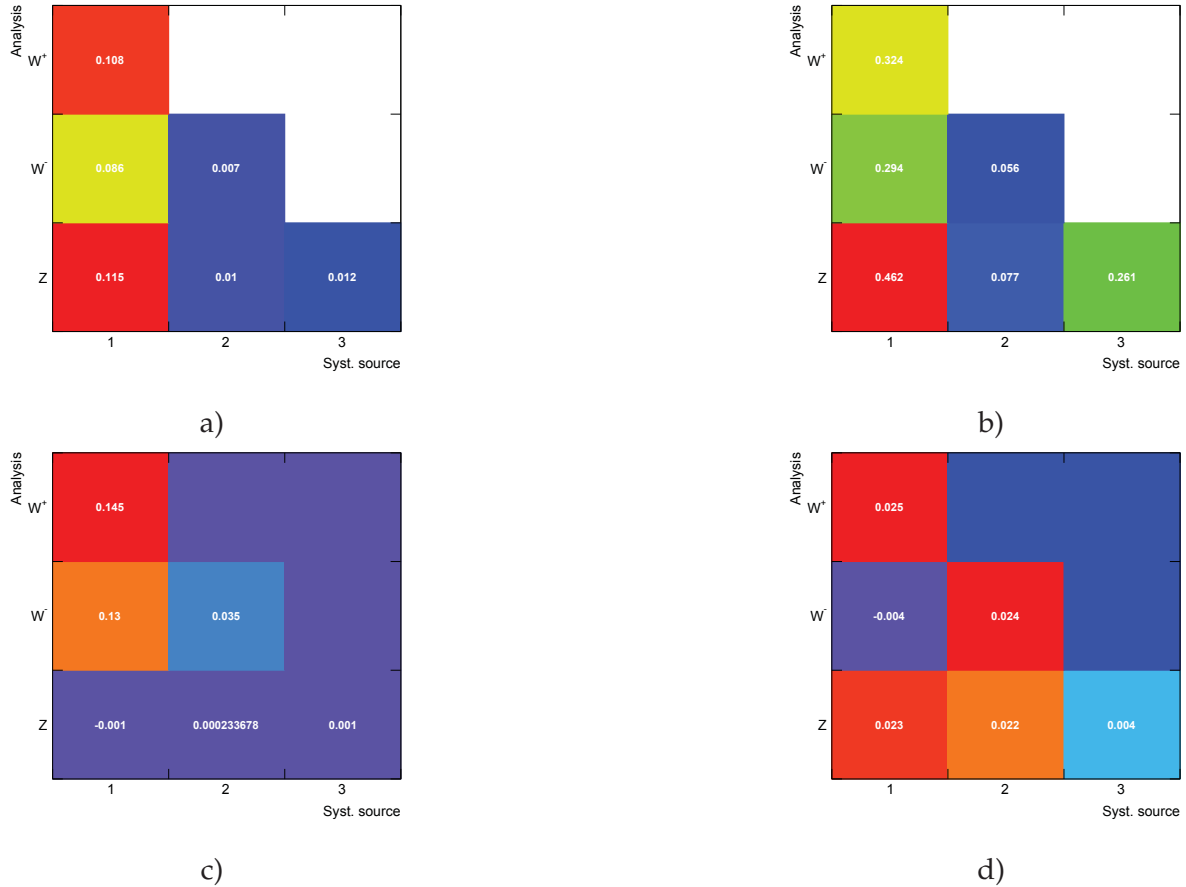 Analysis
W+
0.108
W-
0.086
0.007
Z
0.115
0.01
0.012
1
2
3
Syst. source
a)
Analysis
W+
0.324
W-
0.294
0.056
Z
0.462
0.077
0.261
1
2
3
Syst. source
b)
Analysis
W+
0.145
W-
0.13
0.035
Z
-0.001
0.000233678
0.001
1
2
3
Syst. source
c)
Analysis
W+
0.025
W-
-0.004
0.024
Z
0.023
0.022
0.004
1
2
3
Syst. source
d)